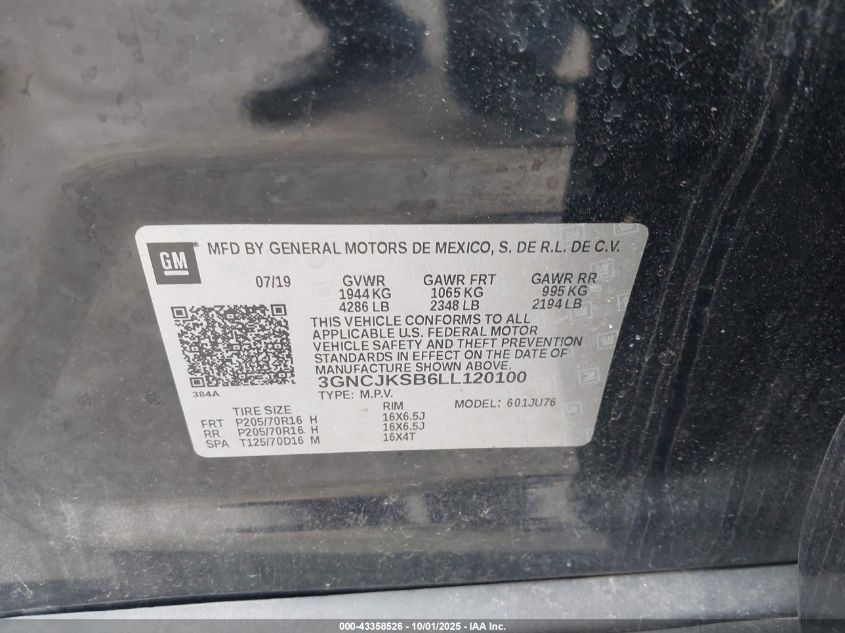 GM
MFD BY GENERAL MOTORS DE MEXICO, S. DE R.L. DE C.V.
07/19 GVWR GAWR FRT GAWR RR
1944 KG 1065 KG 995 KG
4286 LB 2348 LB 2194 LB
THIS VEHICLE CONFORMS TO ALL
APPLICABLE U.S. FEDERAL MOTOR
VEHICLE SAFETY AND THEFT PREVENTION
STANDARDS IN EFFECT ON THE DATE OF
MANUFACTURE SHOWN ABOVE.
3GNCJKSB6LL120100
384A
TYPE: M.P.V. MODEL: 601JU76
TIRE SIZE RIM
FRT P205/70R16 H 16X6.5J
RR P205/70R16 H 16X6.5J
SPA T125/70D16 M 16X4T
000-43358526 - 10/01/2025 - IAA Inc.